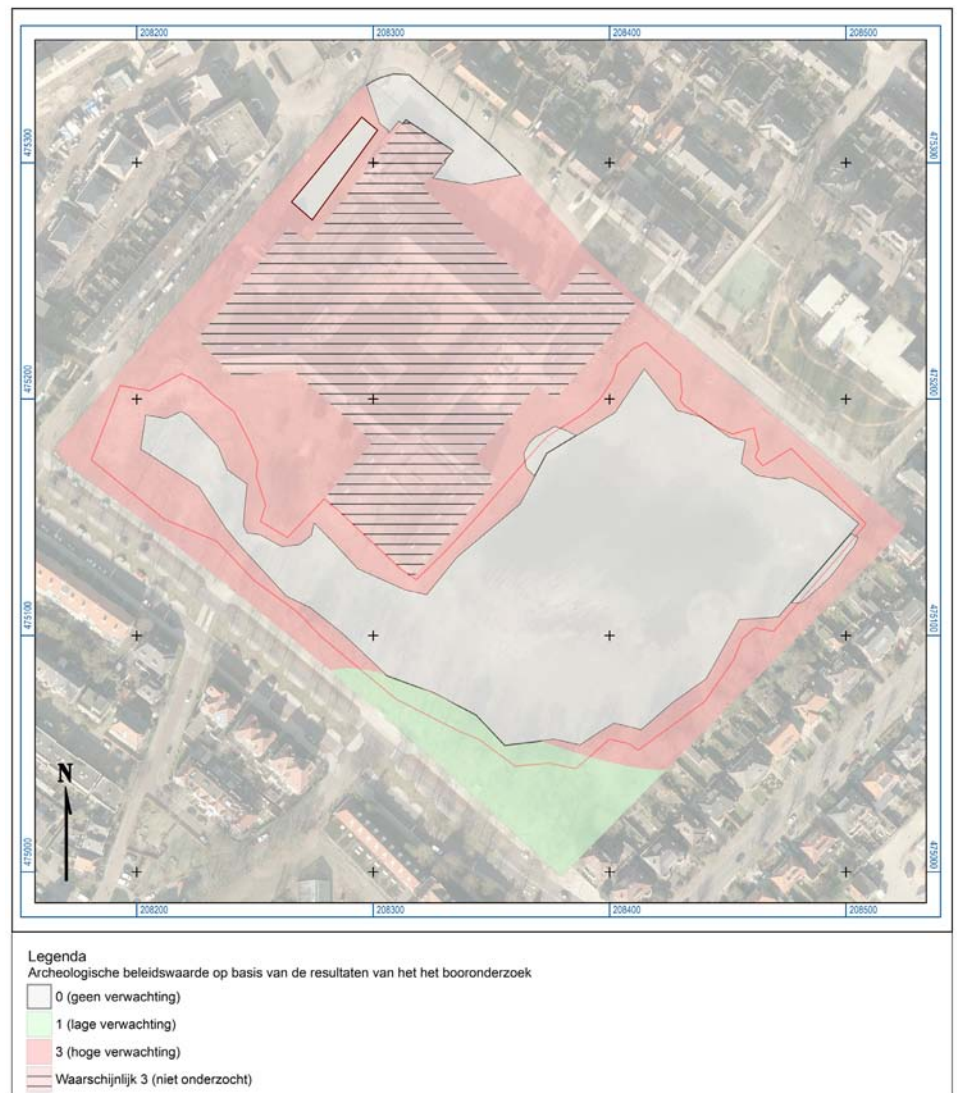 208200 208300 208400 208500
475300 475300
475200 475200
475100 475100
N
475000 475000
208200 208300 208400 208500
Legenda
Archeologische beleidswaarde op basis van de resultaten van het het booronderzoek
0 (geen verwachting)
1 (lage verwachting)
3 (hoge verwachting)
Waarschijnlijk 3 (niet onderzocht)